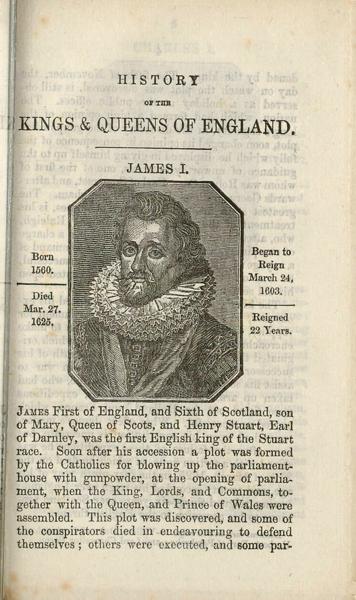 HISTORY
OF THE
KINGS & QUEENS OF ENGLAND.
JAMES I.
Born
1560.
Died
Mar. 27.
1625.
Began to
Reign
March 24,
1603.
Reigned
22 Years.
JAMES First of England, and Sixth of Scotland, son
of Mary, Queen of Scots, and Henry Stuart, Earl
of Darnley, was the first English king of the Stuart
race. Soon after his accession a plot was formed
by the Catholics for blowing up the parliament-
house with gunpowder, at the opening of parlia-
ment, when the King, Lords, and Commons, to-
gether with the Queen, and Prince of Wales were
assembled. This plot was discovered, and some of
the conspirators died in endeavouring to defend
themselves; others were executed, and some par-